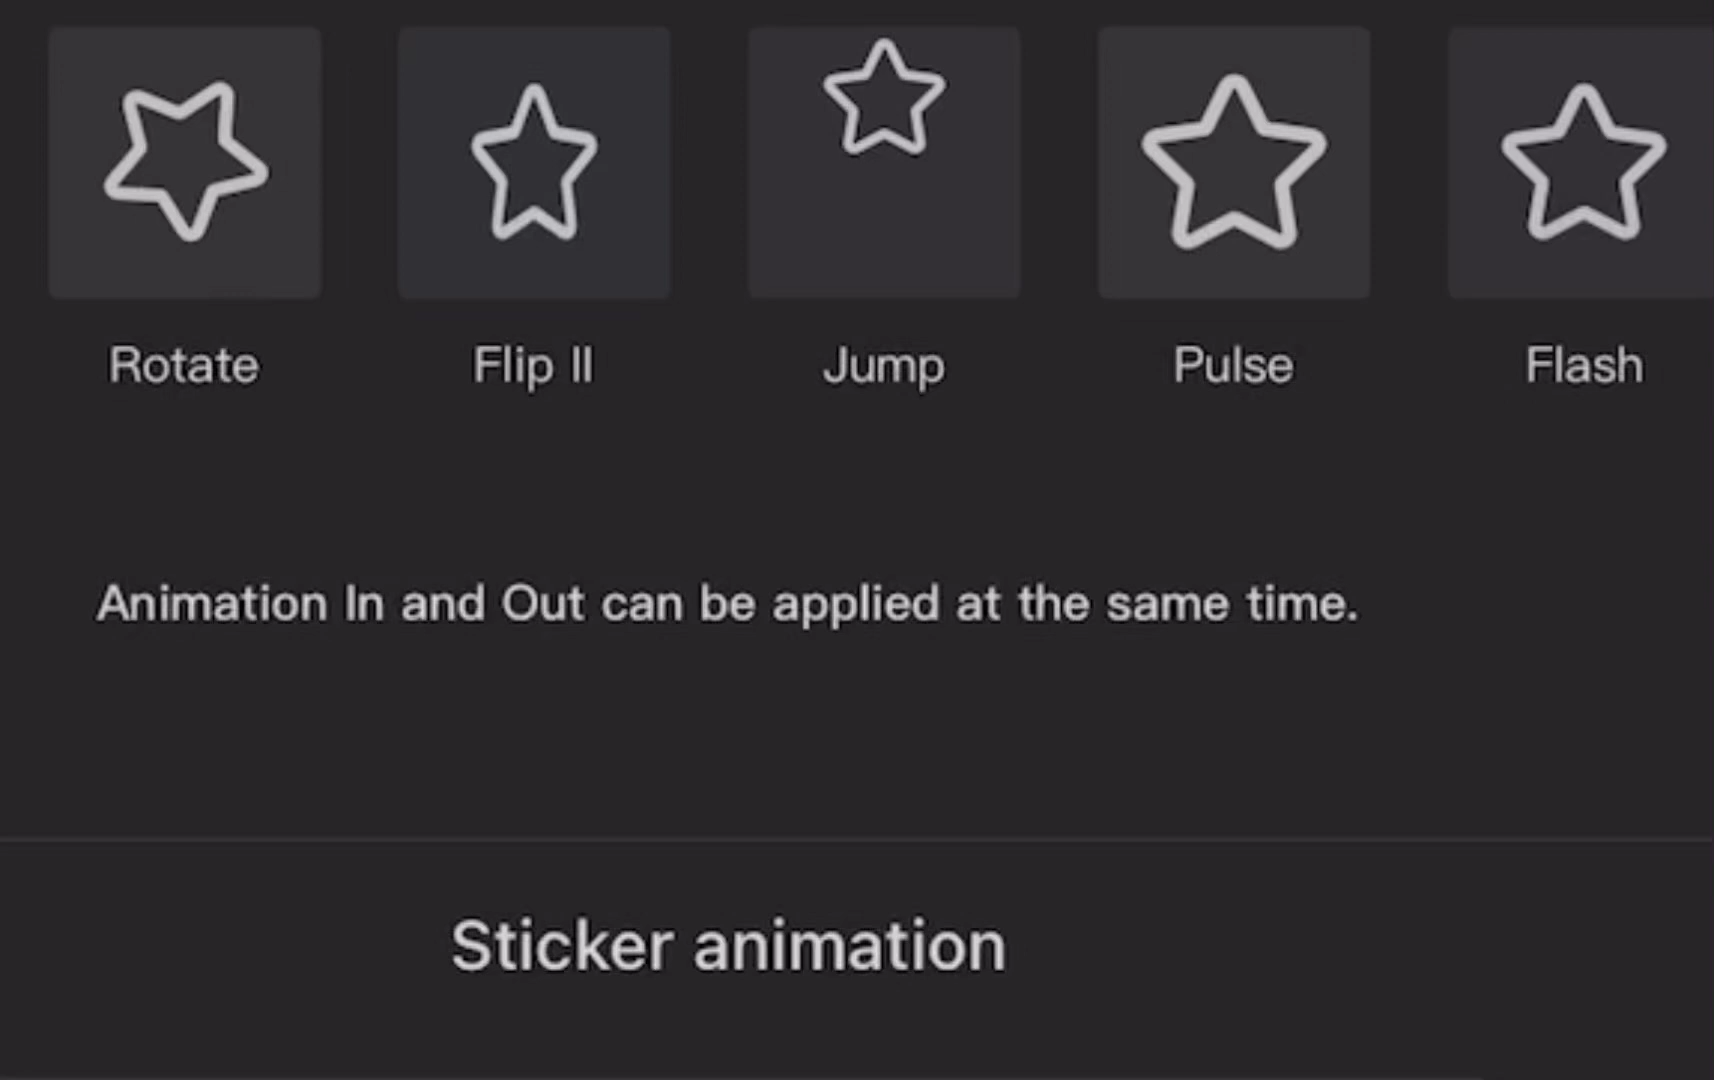 Rotate Flip II Jump Pulse Flash
Animation In and Out can be applied at the same time.
Sticker animation